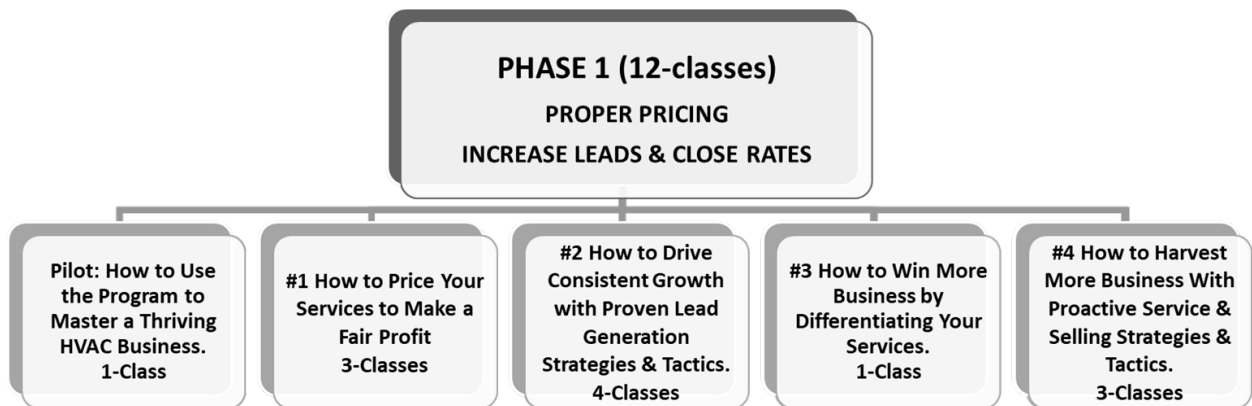 PHASE 1 (12-classes)
PROPER PRICING
INCREASE LEADS & CLOSE RATES
Pilot: How to Use
the Program to
Master a Thriving
HVAC Business.
1-Class
#1 How to Price Your
Services to Make a
Fair Profit
3-Classes
#2 How to Drive
Consistent Growth
with Proven Lead
Generation
Strategies & Tactics.
4-Classes
#3 How to Win More
Business by
Differentiating Your
Services.
1-Class
#4 How to Harvest
More Business With
Proactive Service &
Selling Strategies &
Tactics.
3-Classes